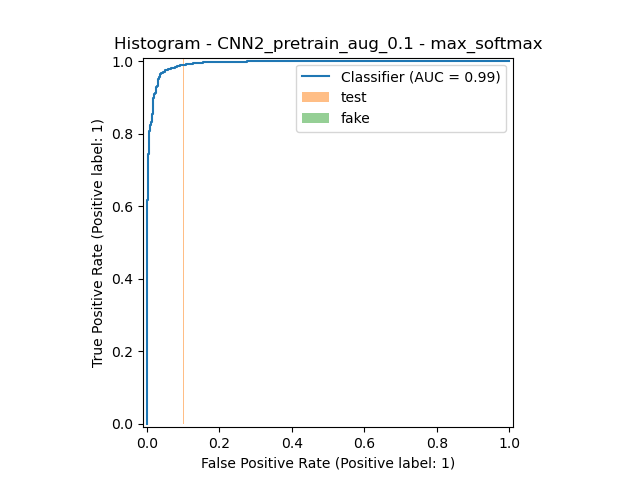 Histogram - CNN2_pretrain_aug_0.1 - max_softmax
Classifier (AUC = 0.99)
test
fake
True Positive Rate (Positive label: 1)
1.0
0.8
0.6
0.4
0.2
0.0
0.0 0.2 0.4 0.6 0.8 1.0
False Positive Rate (Positive label: 1)